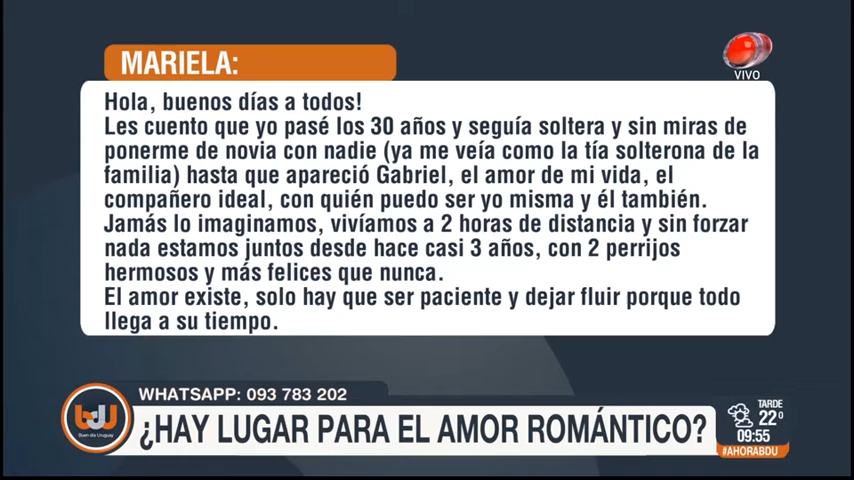 MARIELA:
VIVO
Hola, buenos días a todos!
Les cuento que yo pasé los 30 años y seguía soltera y sin miras de
ponerme de novia con nadie (ya me veía como la tía solterona de la
familia) hasta que apareció Gabriel, el amor de mi vida, el
compañero ideal, con quién puedo ser yo misma y él también.
Jamás lo imaginamos, vivíamos a 2 horas de distancia y sin forzar
nada estamos juntos desde hace casi 3 años, con 2 perrijos
hermosos y más felices que nunca.
El amor existe, solo hay que ser paciente y dejar fluir porque todo
llega a su tiempo.
WHATSAPP: 093 783 202
bdU
Buen día Uruguay
¿HAY LUGAR PARA EL AMOR ROMÁNTICO?
TARDE
22°
09:55
#AHORABDU